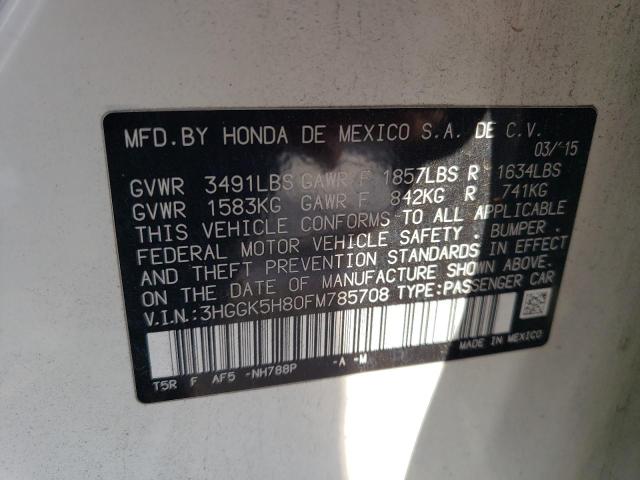 MFD.BY HONDA DE MEXICO S.A. DE C.V.
03/15
GVWR 3491LBS GAWR F 1857LBS R 1634LBS
GVWR 1583KG GAWR F 842KG R 741KG
THIS VEHICLE CONFORMS TO ALL APPLICABLE
FEDERAL MOTOR VEHICLE SAFETY, BUMPER,
AND THEFT PREVENTION STANDARDS IN EFFECT
ON THE DATE OF MANUFACTURE SHOWN ABOVE.
V.I.N.:3HGGK5H80FM785708 TYPE:PASSENGER CAR
MADE IN MEXICO
T5R F AF5 -NH788P -A -M